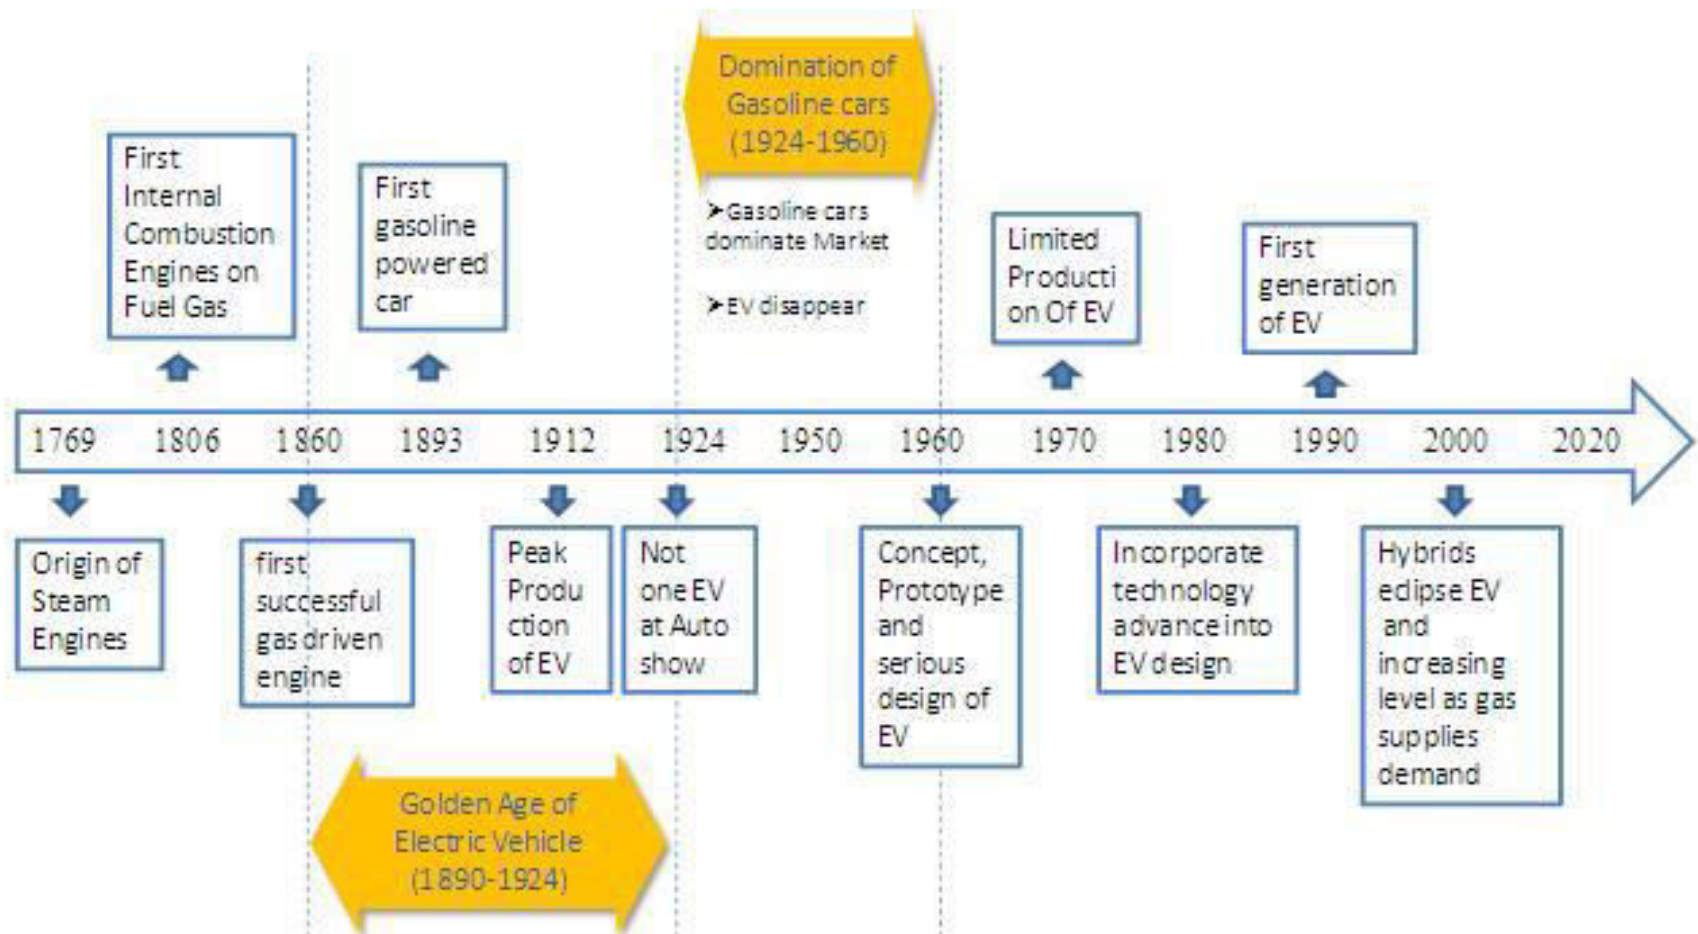 Domination of
Gasoline cars
(1924-1960)
First
Internal
Combustion
Engines on
Fuel Gas
First
gasoline
powered
car
➤Gasoline cars
dominate Market
➤EV disappear
Limited
Producti
on Of EV
First
generation
of EV
1769 1806 1860 1893 1912 1924 1950 1960 1970 1980 1990 2000 2020
Origin of
Steam
Engines
first
successful
gas driven
engine
Peak
Produ
ction
of EV
Not
one EV
at Auto
show
Concept,
Prototype
and
serious
design of
EV
Incorporate
technology
advance into
EV design
Hybrids
eclipse EV
and
increasing
level as gas
supplies
demand
Golden Age of
Electric Vehicle
(1890-1924)